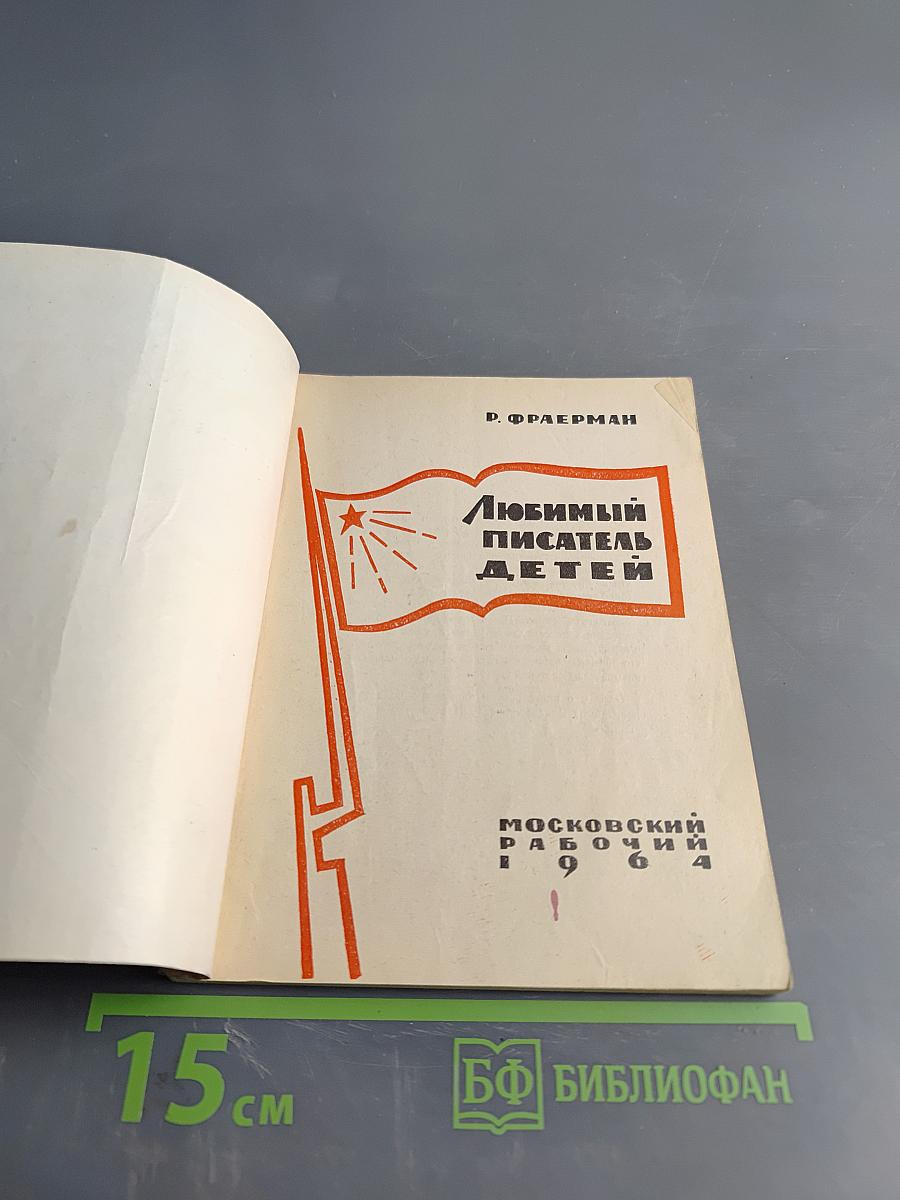 Р. ФРАЕРМАН
ЛЮБИМЫЙ
ПИСАТЕЛЬ
ДЕТЕЙ
МОСКОВСКИЙ
РАБОЧИЙ
1964
15 см
БФ БИБЛИОФАН